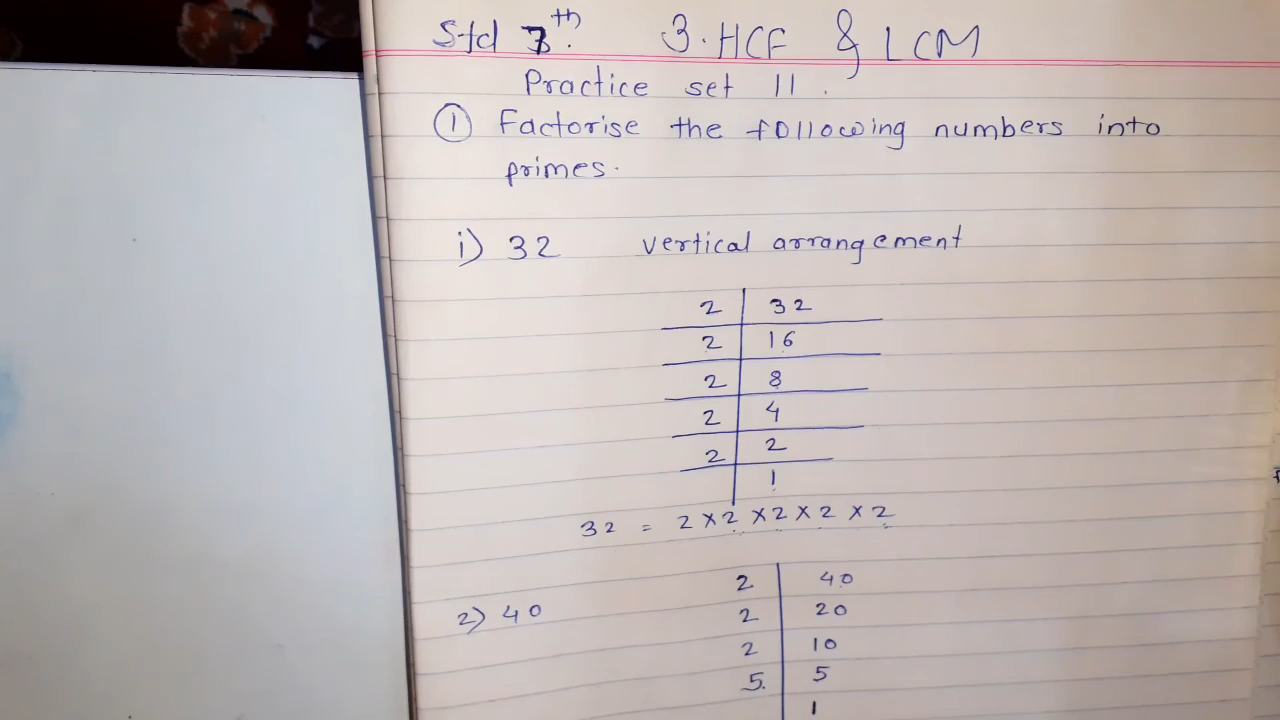 Std 7th. 3. HCF & LCM
Practice set 11.
① Factorise the following numbers into
primes.
i) 32 vertical arrangement
2 | 32
2 | 16
2 | 8
2 | 4
2 | 2
1
32 = 2 × 2 × 2 × 2 × 2
2) 40
2 | 40
2 | 20
2 | 10
5. | 5
1